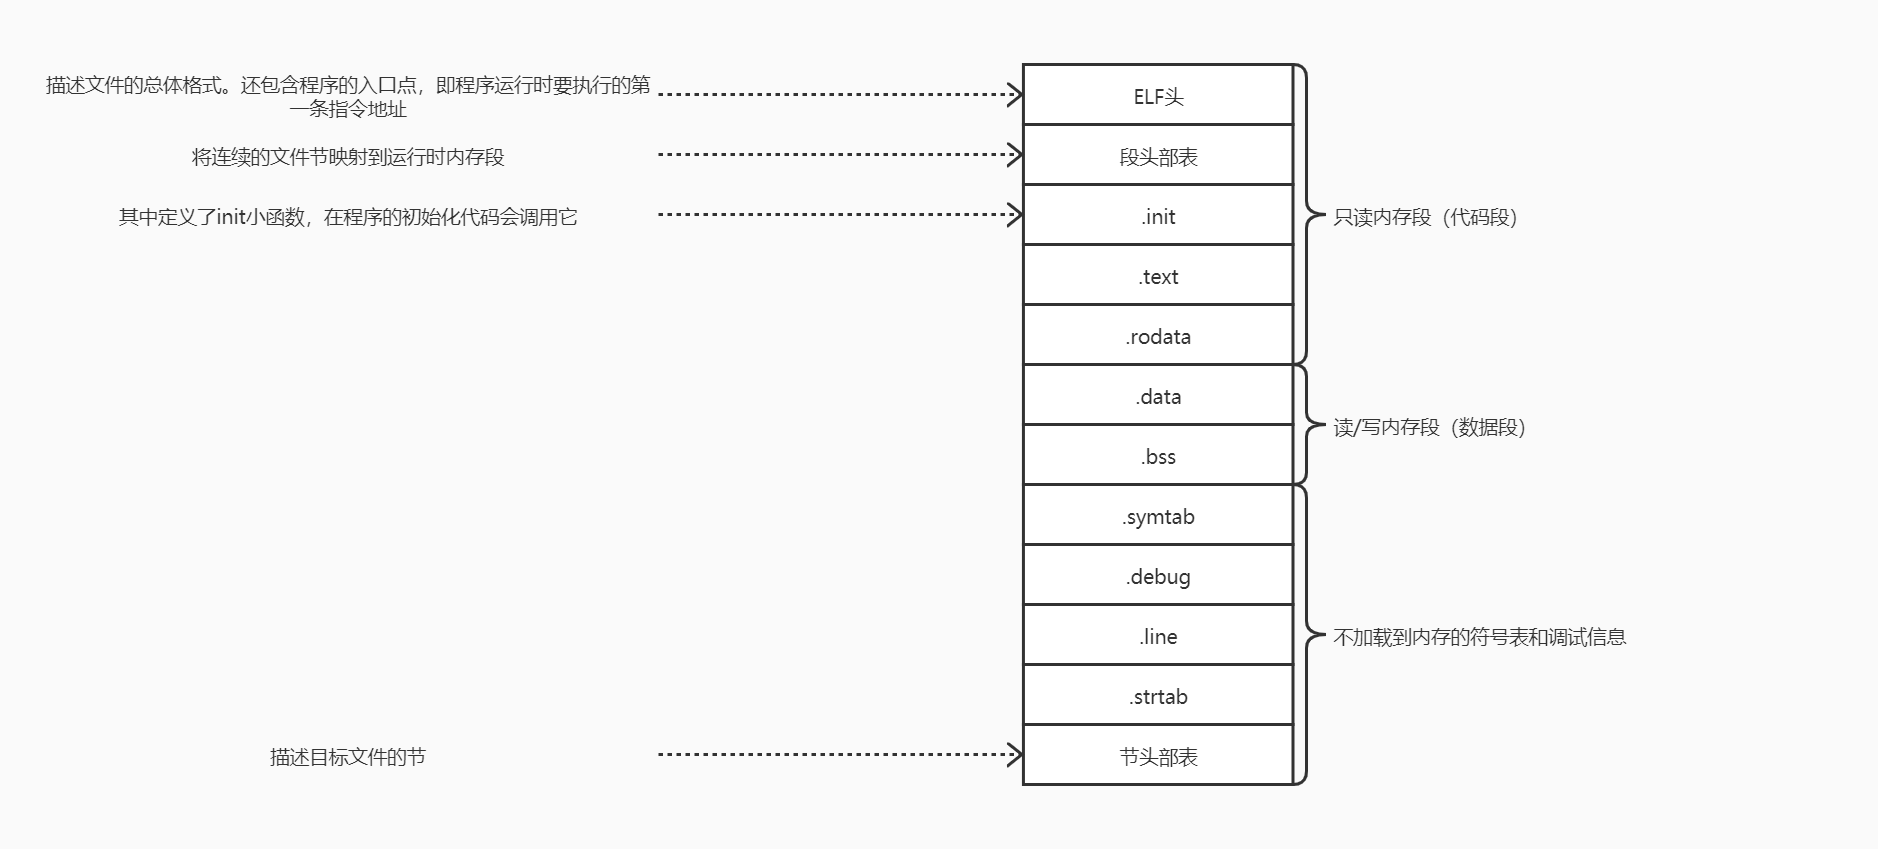 描述文件的总体格式。还包含程序的入口点，即程序运行时要执行的第
一条指令地址
ELF头
将连续的文件节映射到运行时内存段
段头部表
其中定义了init小函数，在程序的初始化代码会调用它
.init
只读内存段（代码段）
.text
.rodata
.data
读/写内存段（数据段）
.bss
.symtab
.debug
.line
不加载到内存的符号表和调试信息
.strtab
描述目标文件的节
节头部表